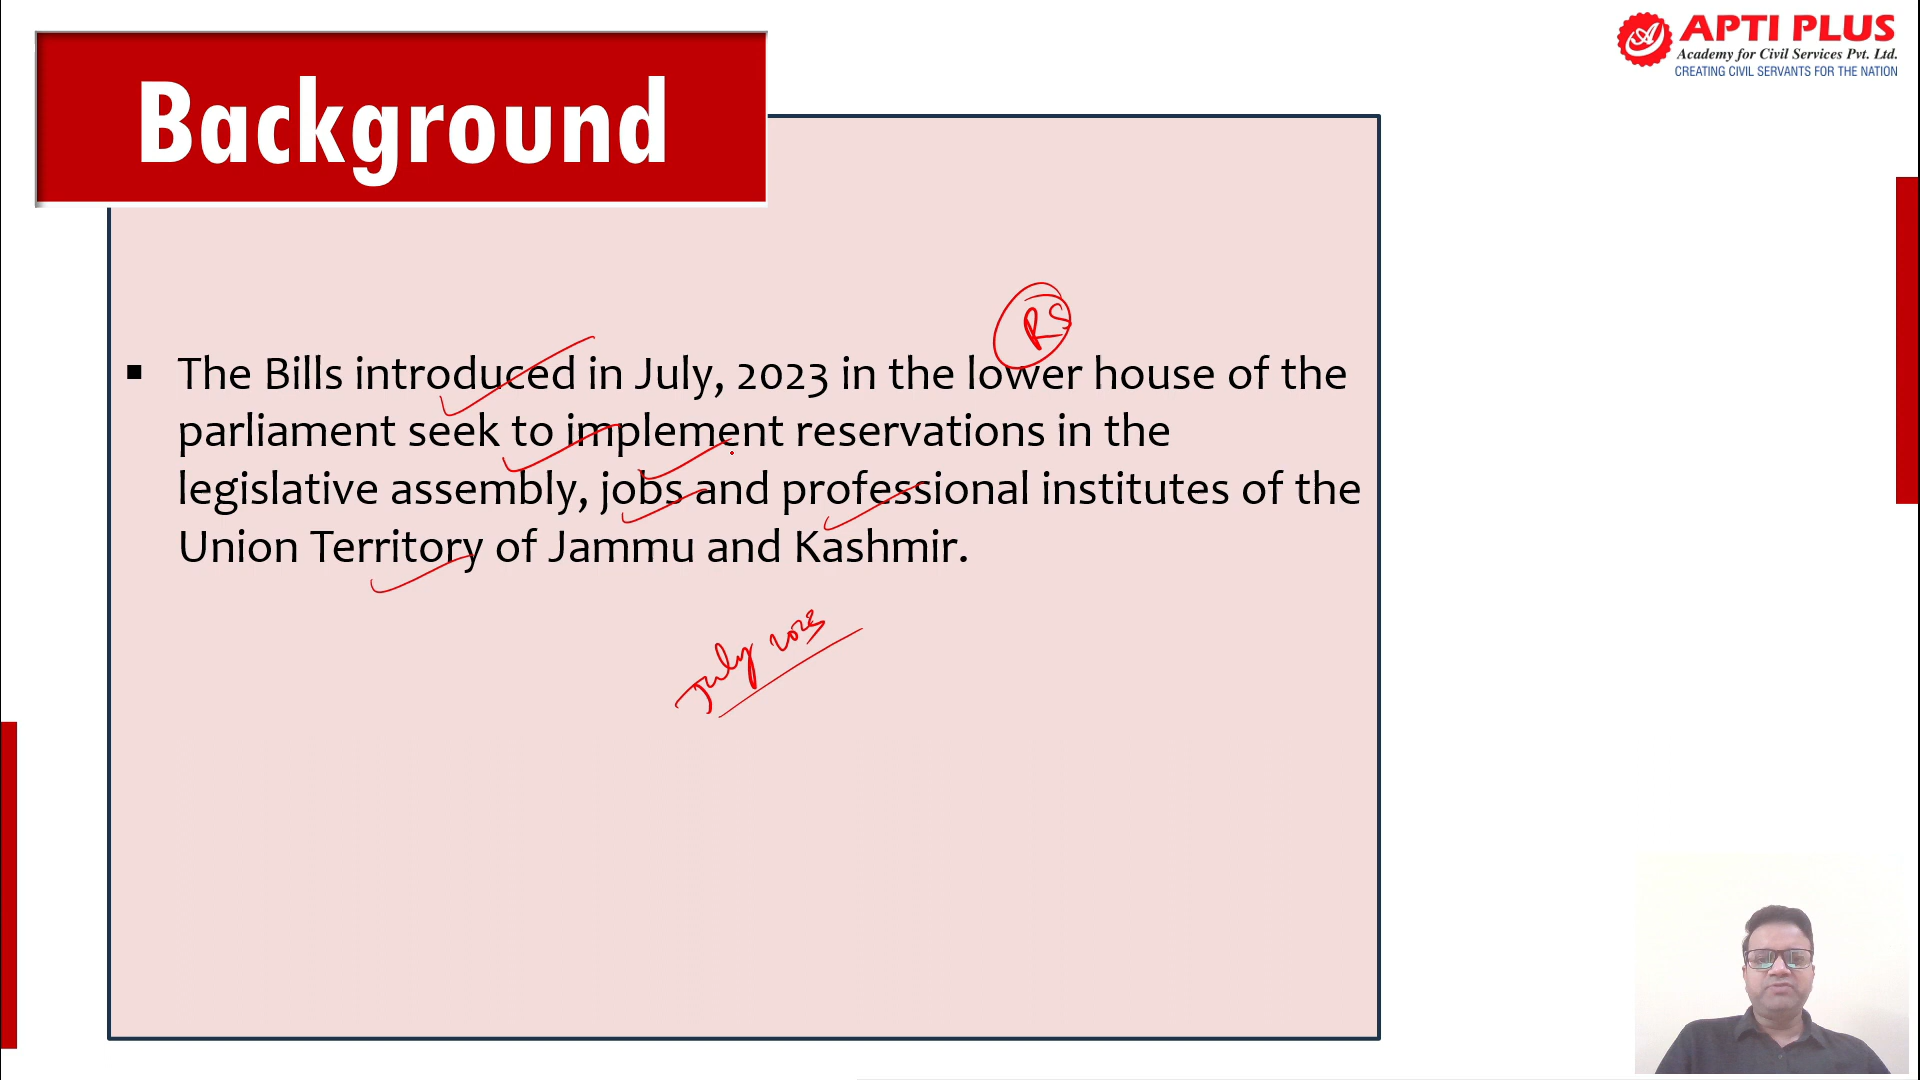 APTI PLUS
Academy for Civil Services Pvt. Ltd.
CREATING CIVIL SERVANTS FOR THE NATION
Background
RS
▪ The Bills introduced in July, 2023 in the lower house of the
parliament seek to implement reservations in the
legislative assembly, jobs and professional institutes of the
Union Territory of Jammu and Kashmir.
July 2023